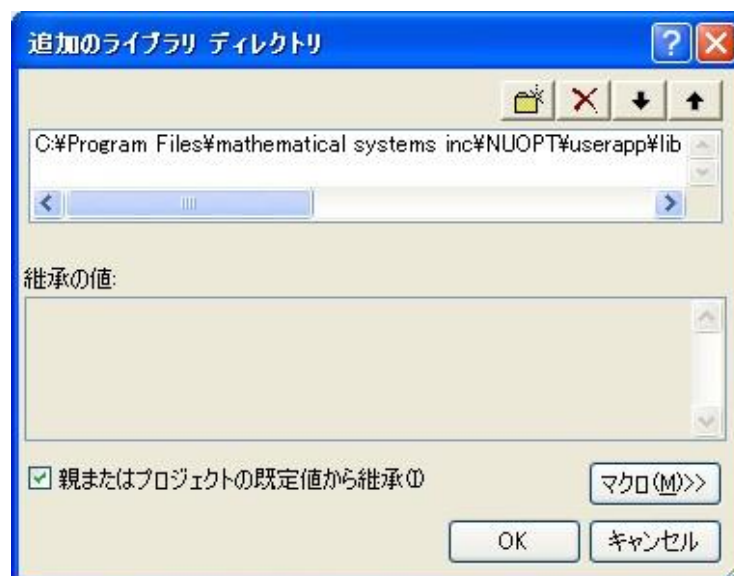 追加のライブラリ ディレクトリ
C:¥Program Files¥mathematical systems inc¥NUOPT¥userapp¥lib
継承の値:
親またはプロジェクトの既定値から継承(I)
マクロ(M)>>
OK
キャンセル